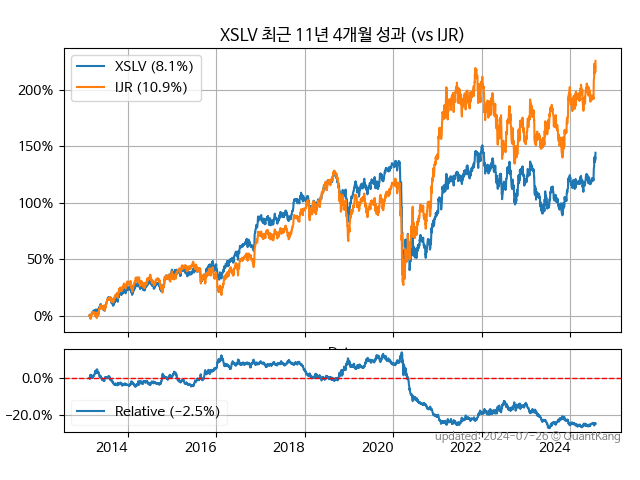 XSLV 최근 11년 4개월 성과 (vs IJR)
XSLV (8.1%)
IJR (10.9%)
200%
150%
100%
50%
0%
0.0%
−20.0%
Relative (−2.5%)
2014 2016 2018 2020 2022 2024
updated: 2024-07-26 © QuantKang